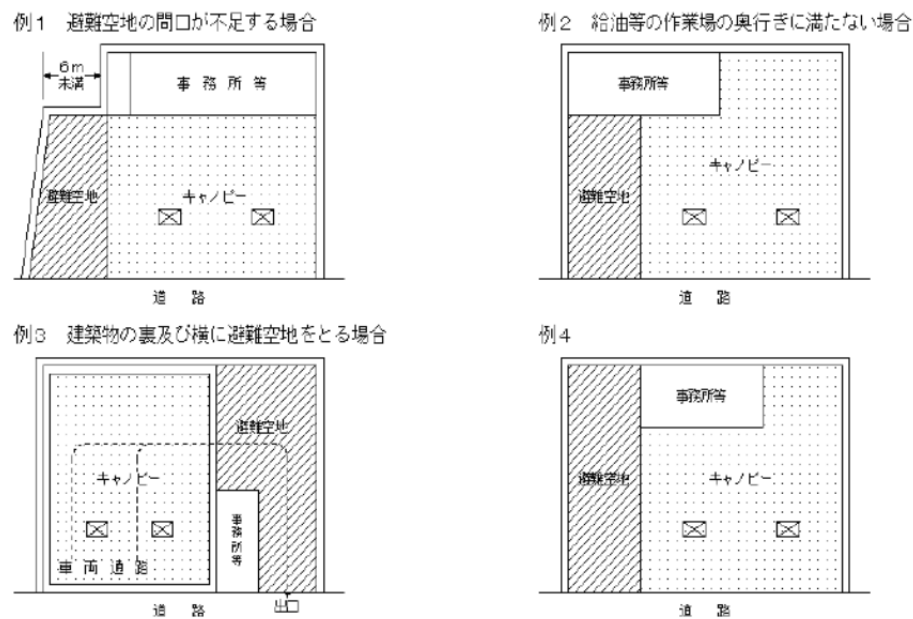 例1 避難空地の間口が不足する場合
6m
未満
事務所等
避難空地
キャノピー
道路
例2 給油等の作業場の奥行きに満たない場合
事務所等
キャノピー
避難空地
道路
例3 建築物の裏及び横に避難空地をとる場合
避難空地
キャノピー
事務所等
車両通路
道路
出口
例4
事務所等
避難空地
キャノピー
道路